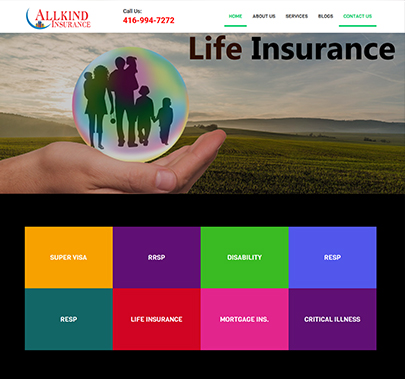 ALLKIND
INSURANCE
Call Us:
416-994-7272
HOME ABOUT US SERVICES BLOGS CONTACT US
Life Insurance
SUPER VISA RRSP DISABILITY RESP
RESP LIFE INSURANCE MORTGAGE INS. CRITICAL ILLNESS